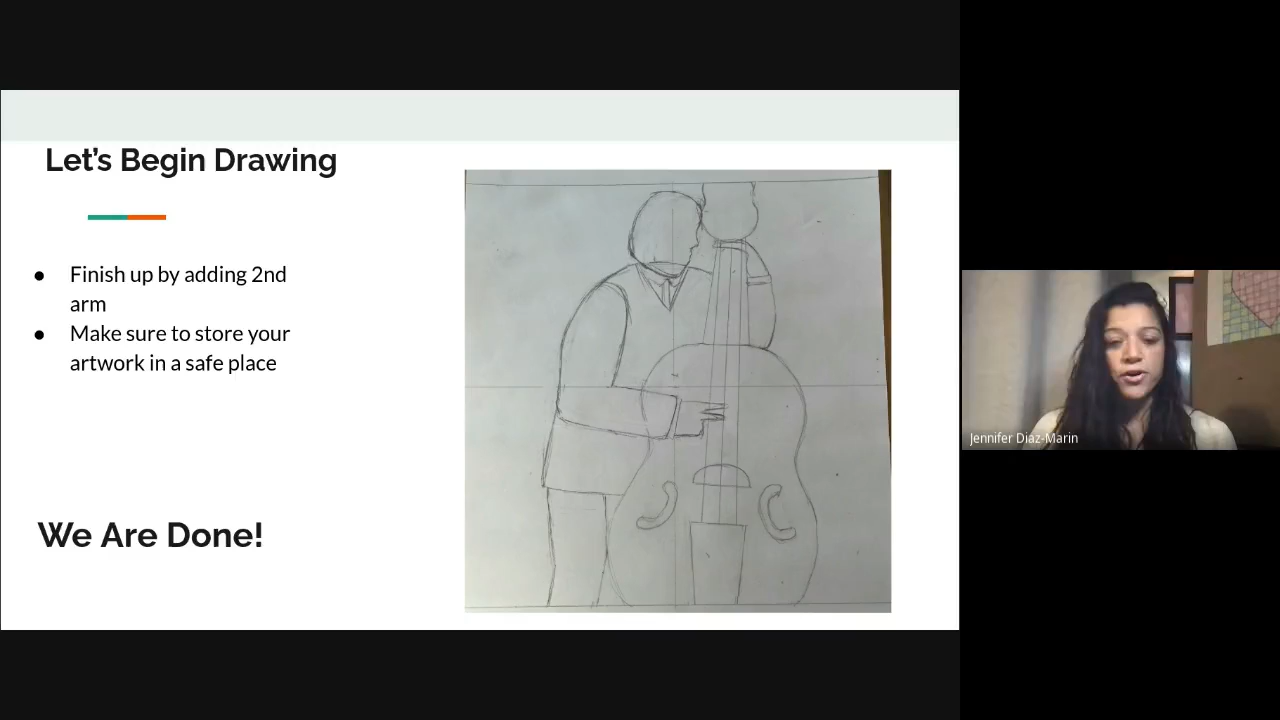 Let's Begin Drawing
● Finish up by adding 2nd
arm
● Make sure to store your
artwork in a safe place
We Are Done!
Jennifer Diaz-Marin